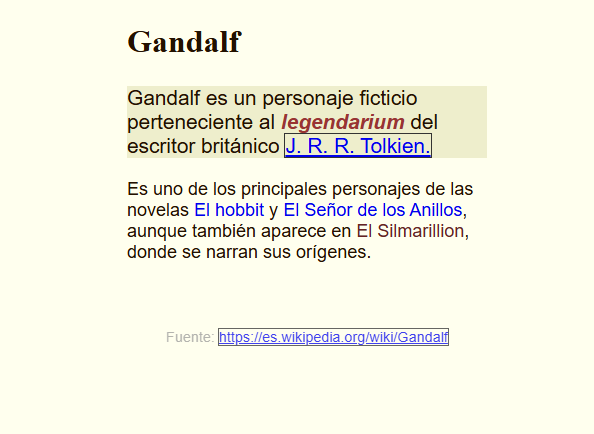 Gandalf
Gandalf es un personaje ficticio
perteneciente al legendarium del
escritor británico J. R. R. Tolkien.
Es uno de los principales personajes de las
novelas El hobbit y El Señor de los Anillos,
aunque también aparece en El Silmarillion,
donde se narran sus orígenes.
Fuente: https://es.wikipedia.org/wiki/Gandalf